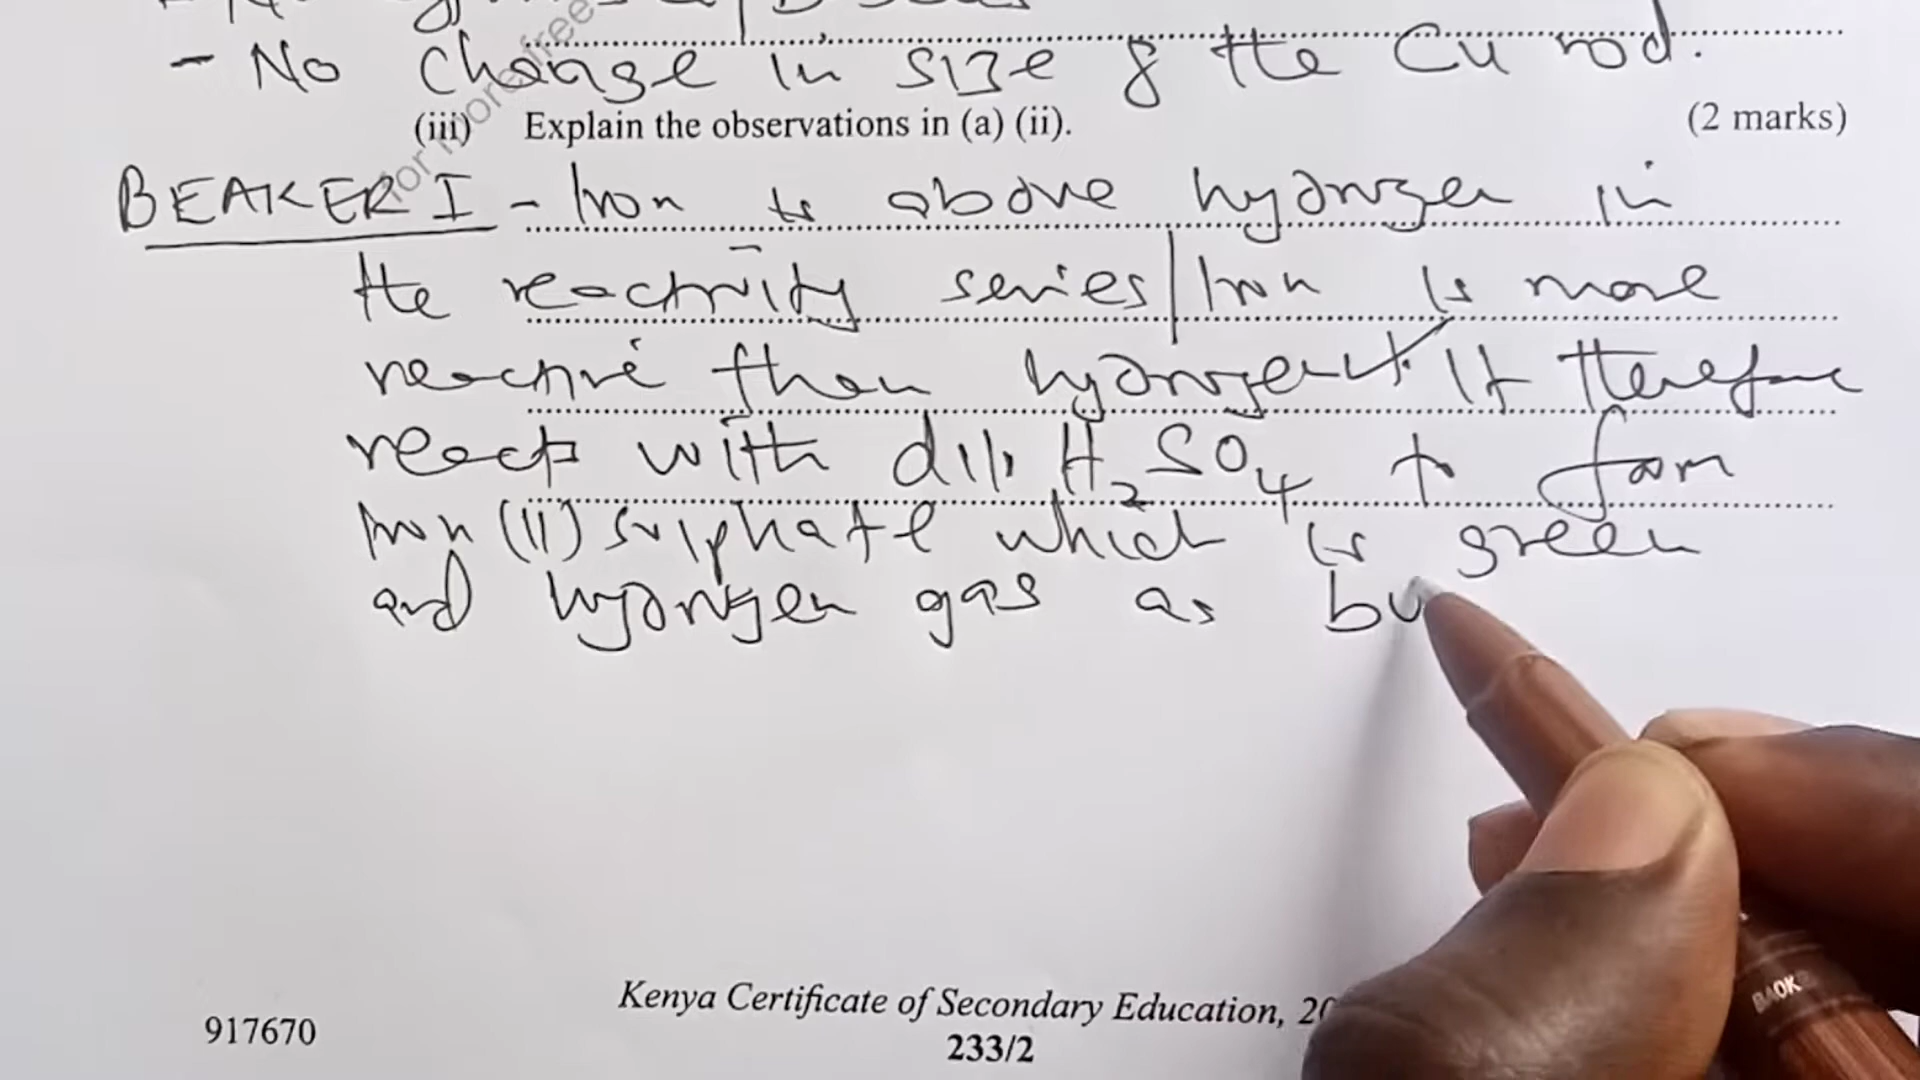 - No change in size of the Cu rod.
(iii) Explain the observations in (a) (ii). (2 marks)
BEAKER I - Iron is above hydrogen in
the reactivity series/Iron is more
reactive than hydrogen. It therefore
reacts with dil. H₂SO₄ to form
Iron (II) sulphate which is green
and hydrogen gas as bu
Kenya Certificate of Secondary Education, 20
917670
233/2